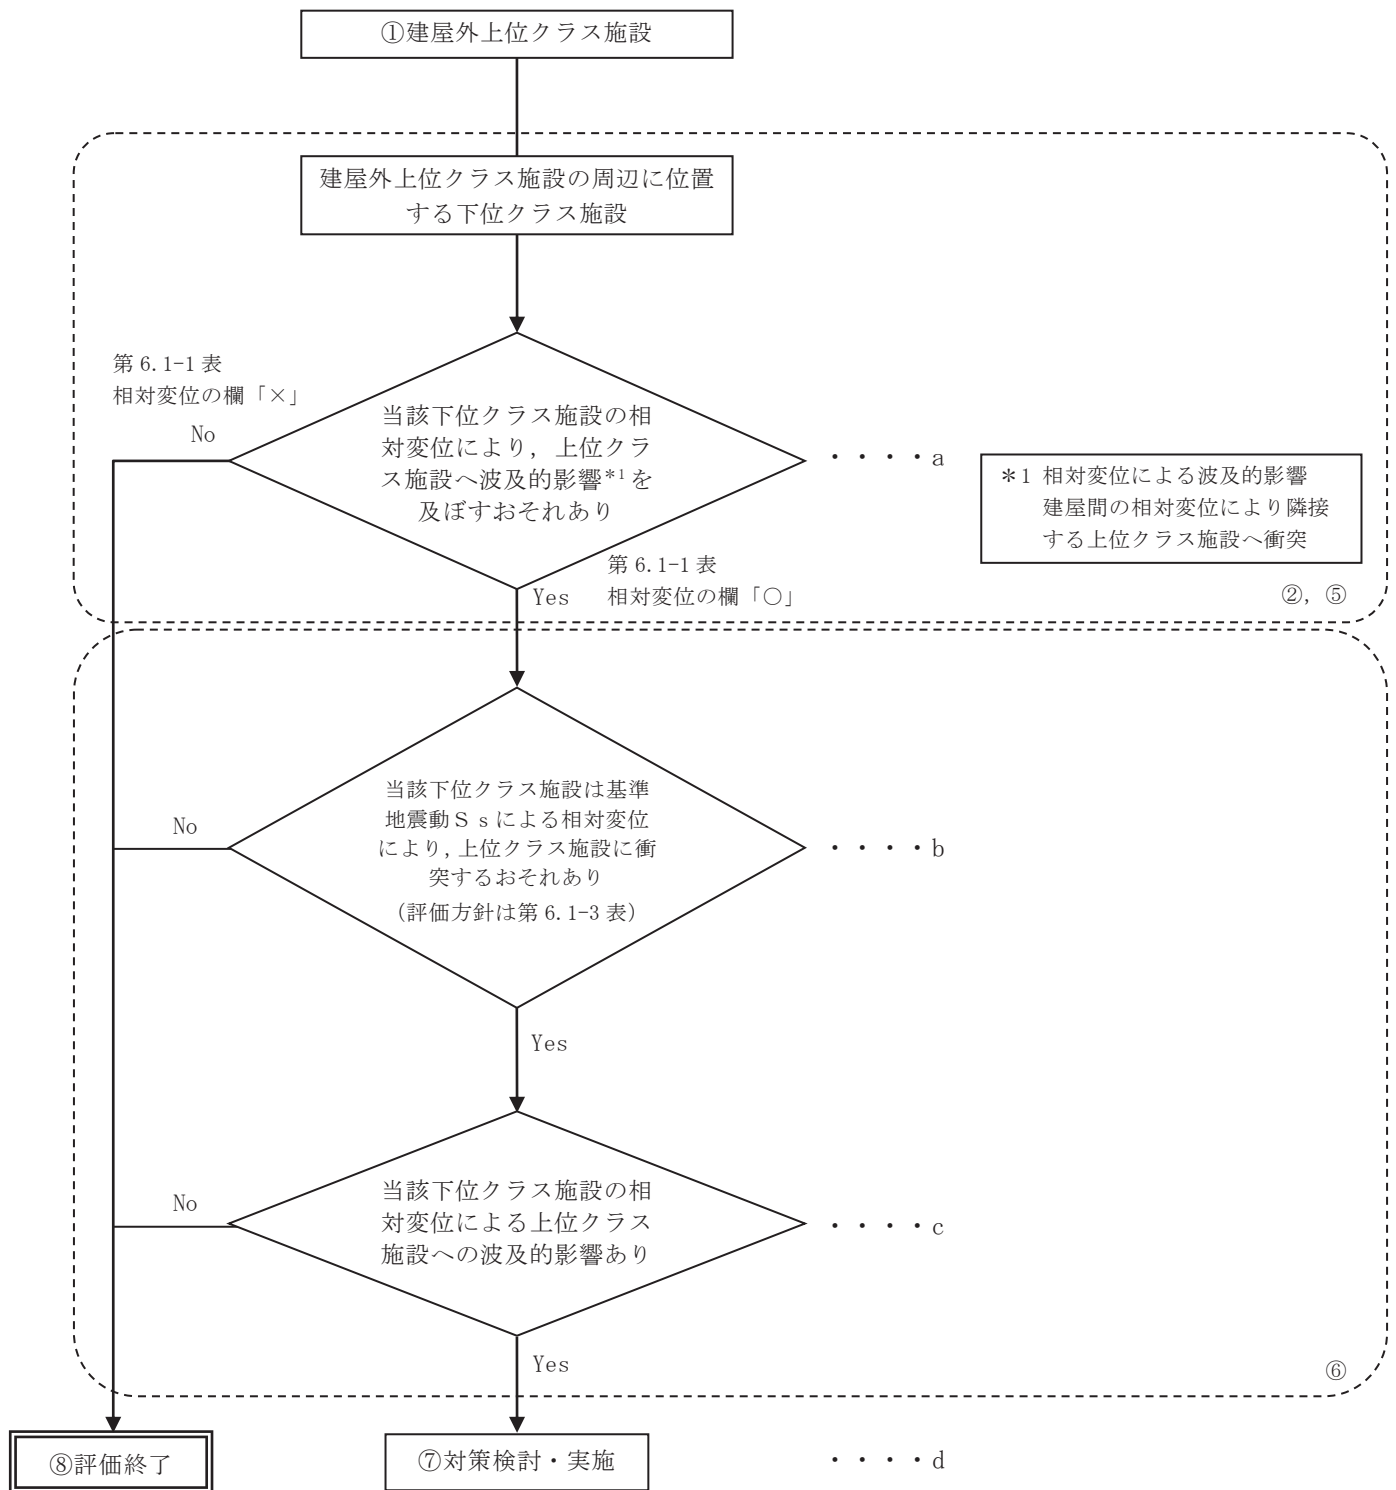 ①建屋外上位クラス施設
建屋外上位クラス施設の周辺に位置
する下位クラス施設
第 6.1-1 表
相対変位の欄「×」
No
当該下位クラス施設の相
対変位により，上位クラ
ス施設へ波及的影響*1を
及ぼすおそれあり
・・・・a
＊1 相対変位による波及的影響
建屋間の相対変位により隣接
する上位クラス施設へ衝突
第 6.1-1 表
相対変位の欄「○」
Yes
②，⑤
当該下位クラス施設は基準
地震動Ｓｓによる相対変位
により，上位クラス施設に衝
突するおそれあり
（評価方針は第 6.1-3 表）
No
・・・・b
Yes
当該下位クラス施設の相
対変位による上位クラス
施設への波及的影響あり
No
・・・・c
Yes
⑥
⑧評価終了
⑦対策検討・実施
・・・・d